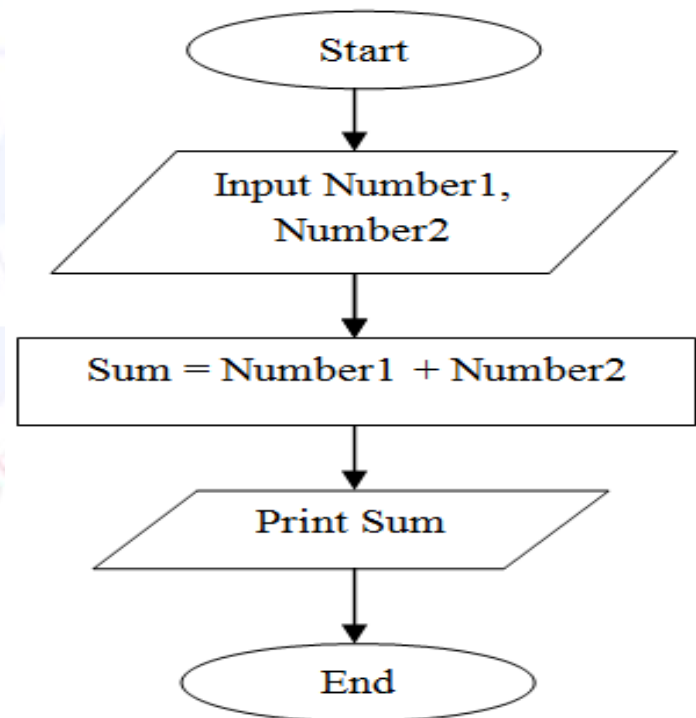 Start
Input Number1,
Number2
Sum = Number1 + Number2
Print Sum
End